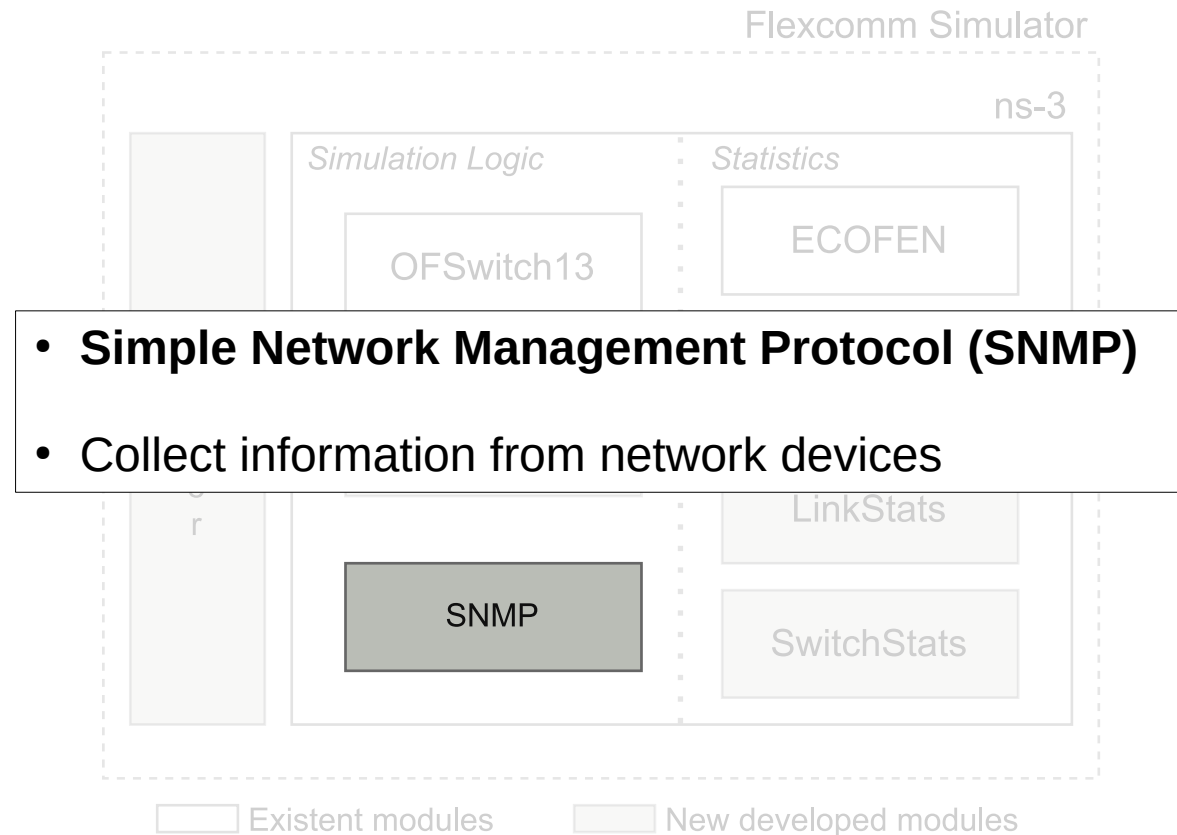 Flexcomm Simulator
ns-3
Simulation Logic
Statistics
OFSwitch13
ECOFEN
• Simple Network Management Protocol (SNMP)
• Collect information from network devices
r
LinkStats
SNMP
SwitchStats
Existent modules
New developed modules